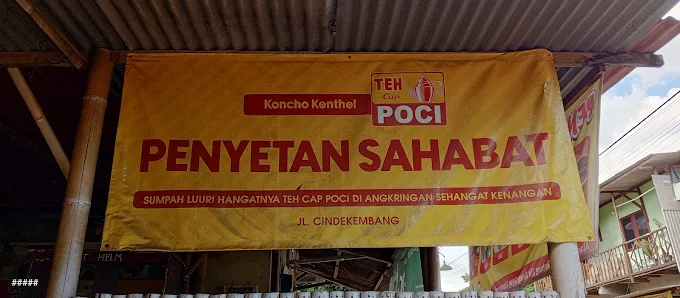 TEH
Cap
POCI
Koncho Kenthel
PENYETAN SAHABAT
SUMPAH LUUR! HANGATNYA TEH CAP POCI DI ANGKRINGAN SEHANGAT KENANGAN
JL. CINDEKEMBANG
HELM
#####